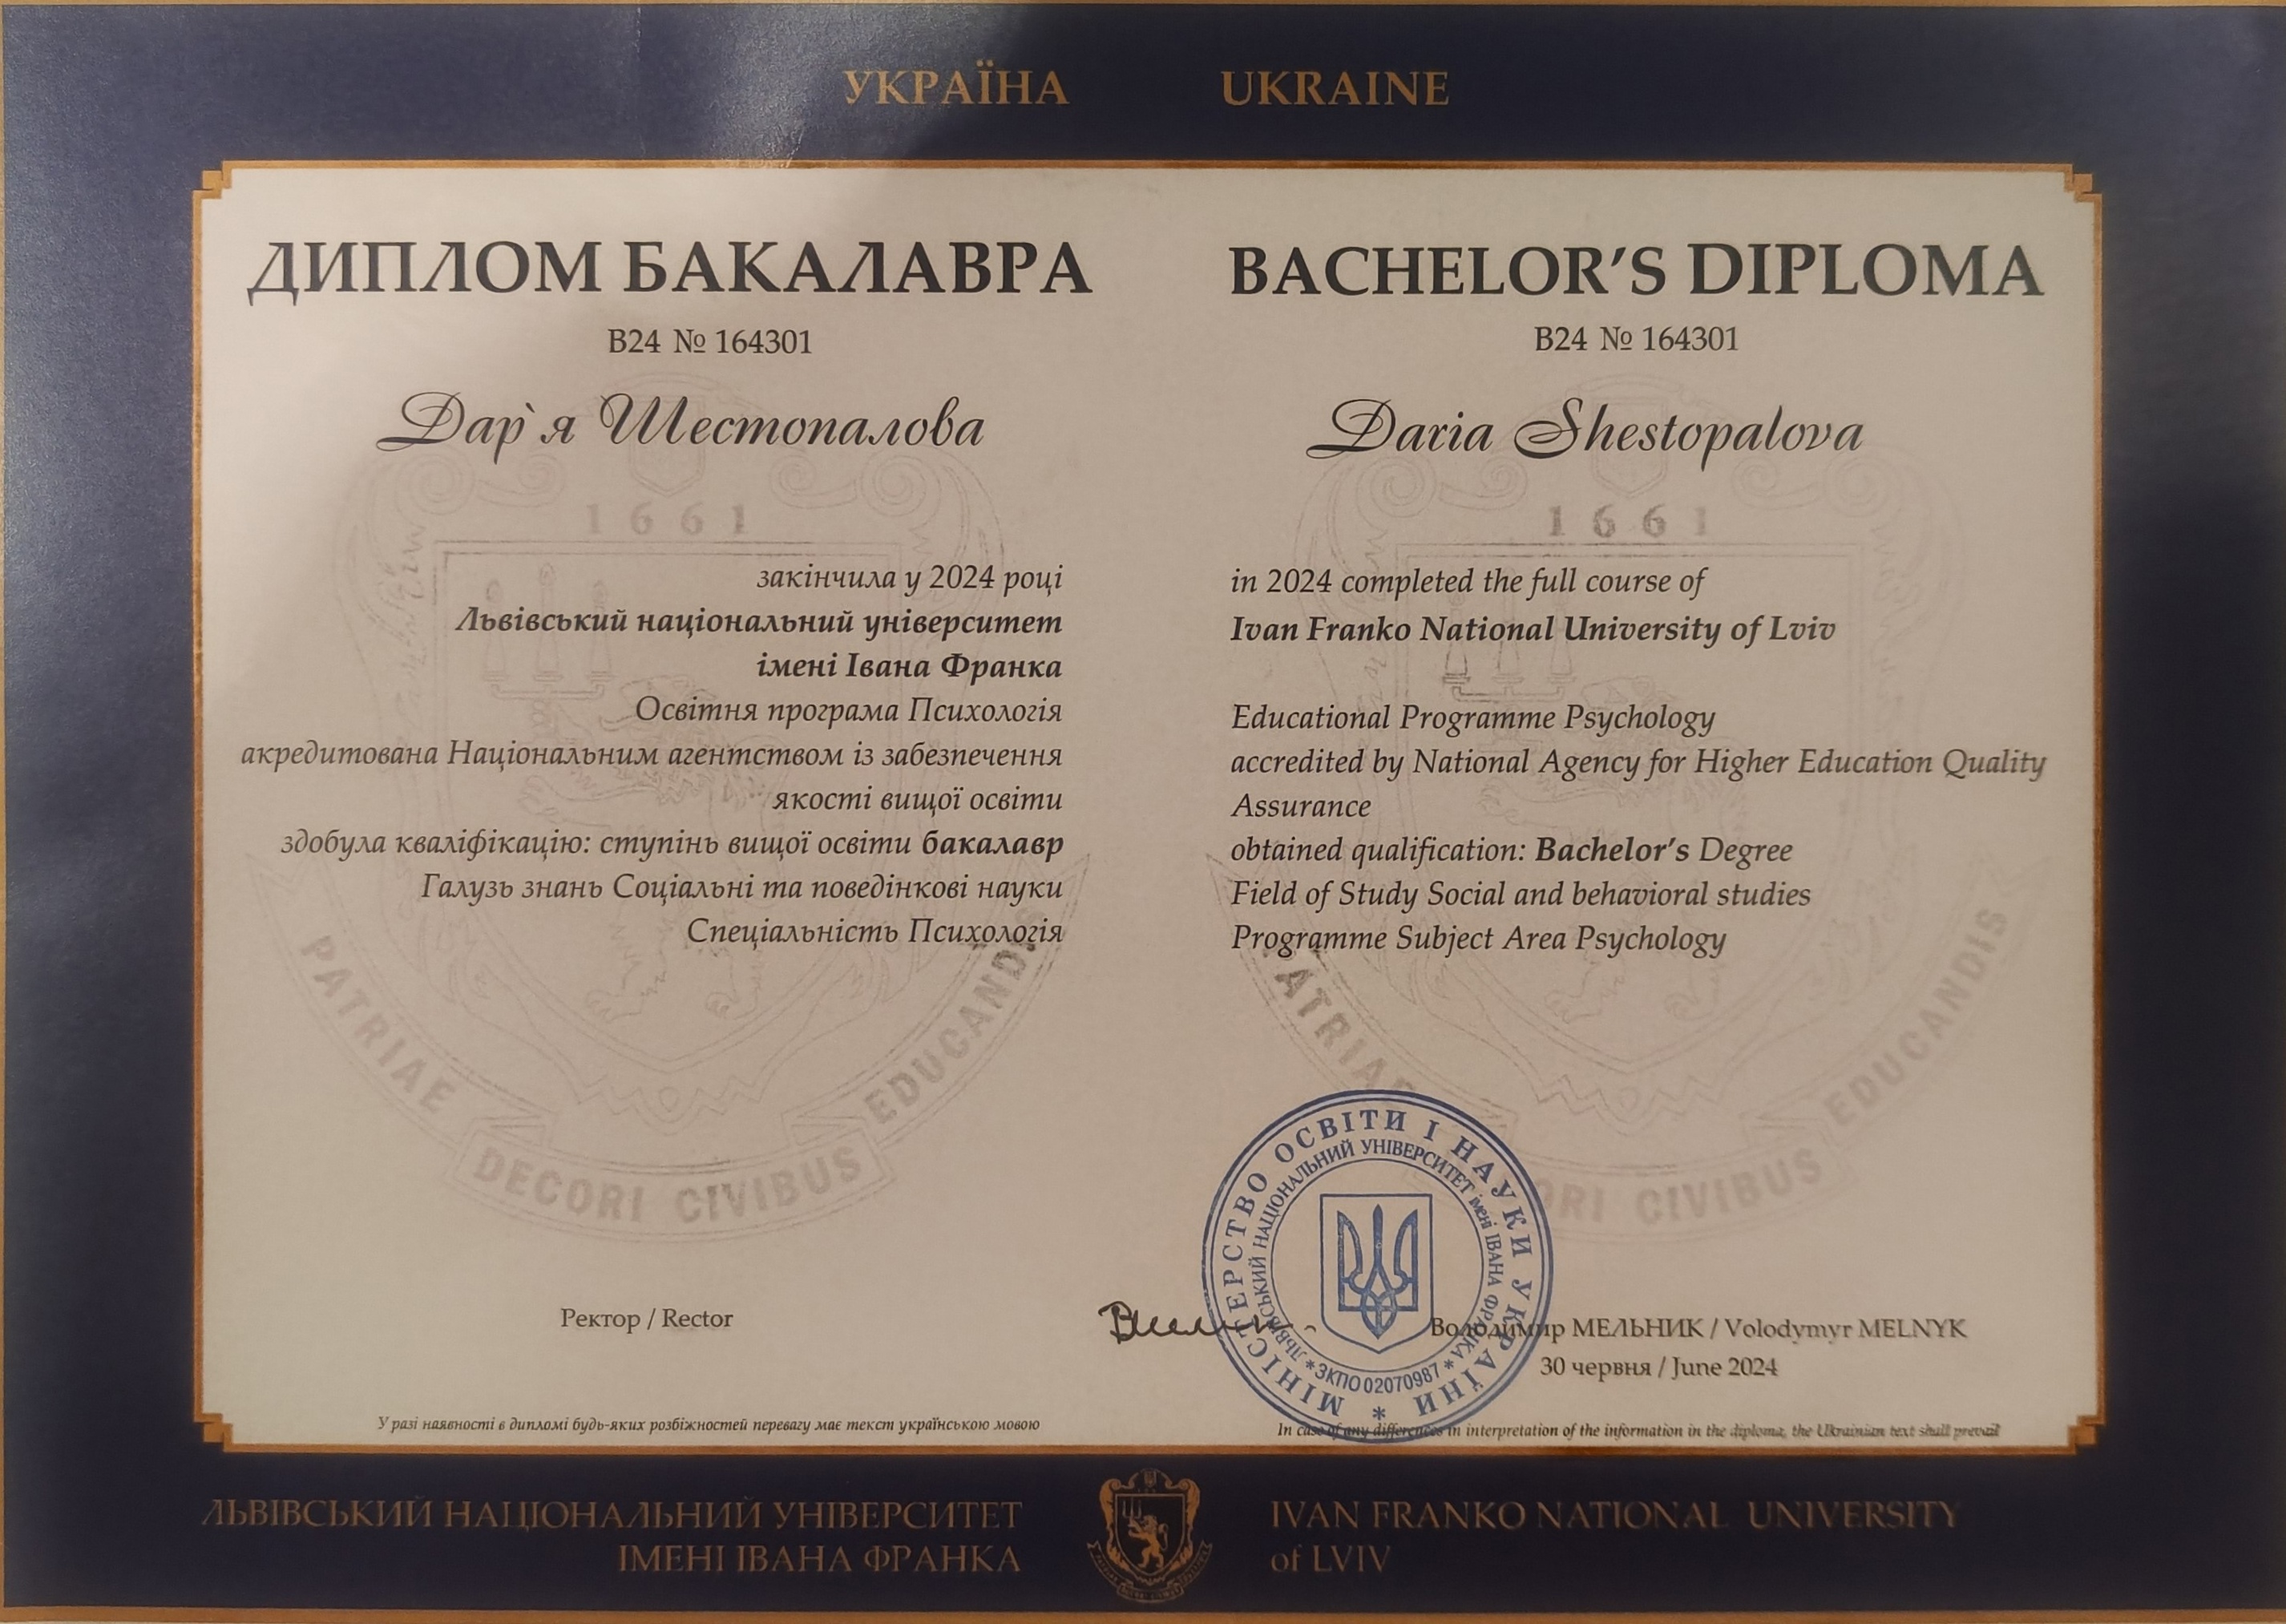 УКРАЇНА UKRAINE
ДИПЛОМ БАКАЛАВРА
В24 № 164301
Дар`я Шестопалова
1661
закінчила у 2024 році
Львівський національний університет
імені Івана Франка
Освітня програма Психологія
акредитована Національним агентством із забезпечення
якості вищої освіти
здобула кваліфікацію: ступінь вищої освіти бакалавр
Галузь знань Соціальні та поведінкові науки
Спеціальність Психологія
PATRIAE DECORI CIVIBUS EDUCANDIS
Ректор / Rector
У разі наявності в дипломі будь-яких розбіжностей перевагу має текст українською мовою
BACHELOR’S DIPLOMA
B24 № 164301
Daria Shestopalova
1661
in 2024 completed the full course of
Ivan Franko National University of Lviv
Educational Programme Psychology
accredited by National Agency for Higher Education Quality
Assurance
obtained qualification: Bachelor’s Degree
Field of Study Social and behavioral studies
Programme Subject Area Psychology
PATRIAE DECORI CIVIBUS EDUCANDIS
МІНІСТЕРСТВО ОСВІТИ І НАУКИ УКРАЇНИ *
ЛЬВІВСЬКИЙ НАЦІОНАЛЬНИЙ УНІВЕРСИТЕТ імені ІВАНА ФРАНКА
* ЗКПО 02070987 *
Володимир МЕЛЬНИК / Volodymyr MELNYK
30 червня / June 2024
In case of any differences in interpretation of the information in the diploma, the Ukrainian text shall prevail
ЛЬВІВСЬКИЙ НАЦІОНАЛЬНИЙ УНІВЕРСИТЕТ
ІМЕНІ ІВАНА ФРАНКА
IVAN FRANKO NATIONAL UNIVERSITY
of LVIV